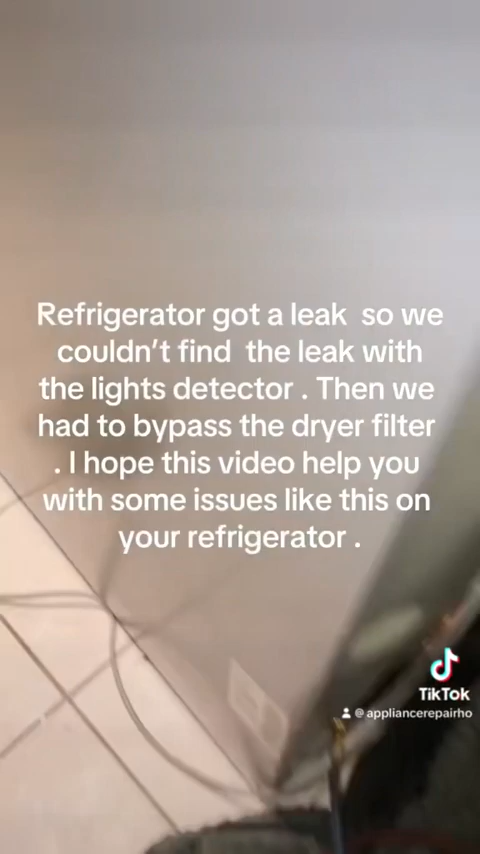 Refrigerator got a leak  so we
couldn’t find  the leak with
the lights detector . Then we
had to bypass the dryer filter
. I hope this video help you
with some issues like this on
your refrigerator .
TikTok
@ appliancerepairho